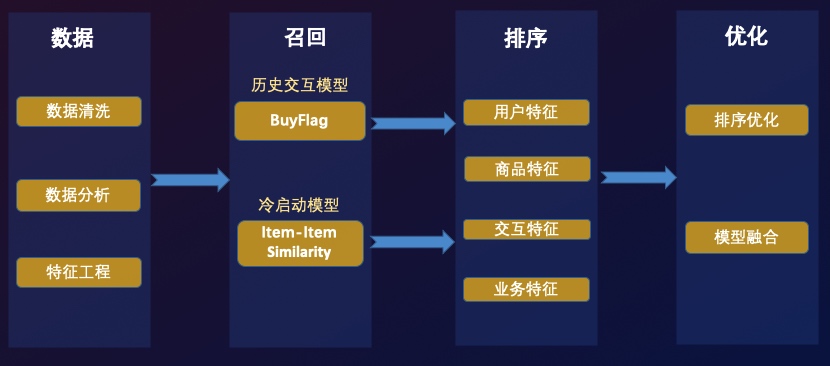 数据
数据清洗
数据分析
特征工程
召回
历史交互模型
BuyFlag
冷启动模型
Item-Item
Similarity
排序
用户特征
商品特征
交互特征
业务特征
优化
排序优化
模型融合